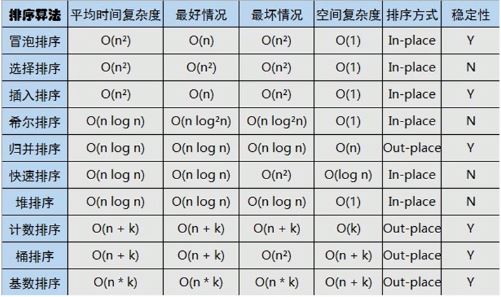 排序算法 平均时间复杂度 最好情况 最坏情况 空间复杂度 排序方式 稳定性
冒泡排序 O(n²) O(n) O(n²) O(1) In-place Y
选择排序 O(n²) O(n²) O(n²) O(1) In-place N
插入排序 O(n²) O(n) O(n²) O(1) In-place Y
希尔排序 O(n log n) O(n log²n) O(n log²n) O(1) In-place N
归并排序 O(n log n) O(n log n) O(n log n) O(n) Out-place Y
快速排序 O(n log n) O(n log n) O(n²) O(log n) In-place N
堆排序 O(n log n) O(n log n) O(n log n) O(1) In-place N
计数排序 O(n + k) O(n + k) O(n + k) O(k) Out-place Y
桶排序 O(n + k) O(n + k) O(n²) O(n + k) Out-place Y
基数排序 O(n * k) O(n * k) O(n * k) O(n + k) Out-place Y